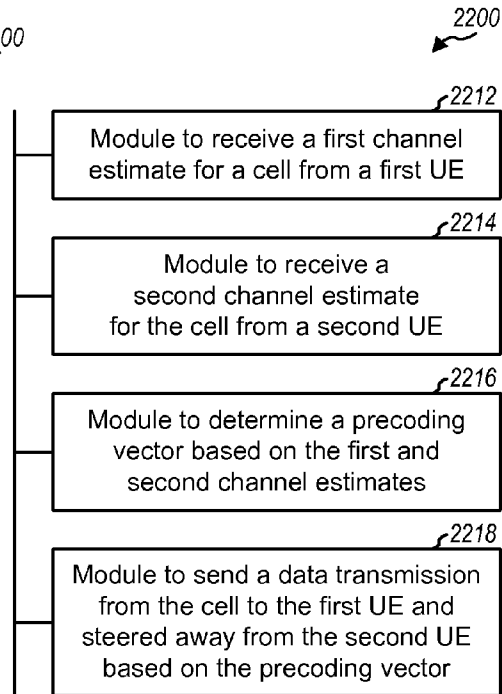 00
2200
2212
Module to receive a first channel
estimate for a cell from a first UE
2214
Module to receive a
second channel estimate
for the cell from a second UE
2216
Module to determine a precoding
vector based on the first and
second channel estimates
2218
Module to send a data transmission
from the cell to the first UE and
steered away from the second UE
based on the precoding vector